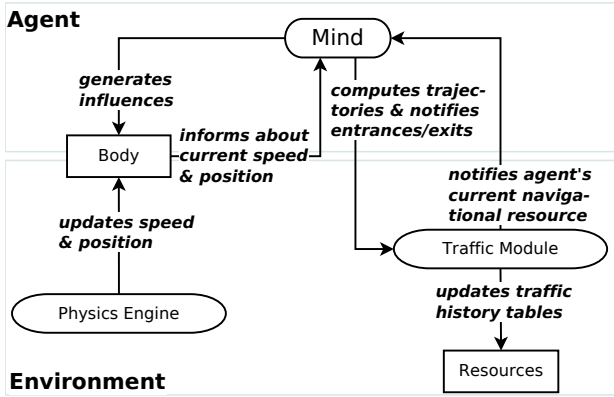 Agent
Mind
generates
influences
computes trajec-
tories & notifies
entrances/exits
Body
informs about
current speed
& position
notifies agent's
current naviga-
tional resource
updates speed
& position
Traffic Module
Physics Engine
updates traffic
history tables
Resources
Environment